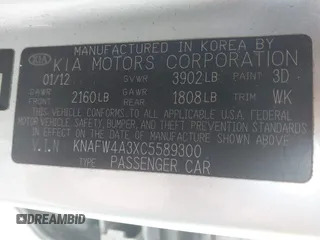 MANUFACTURED IN KOREA BY
KIA KIA MOTORS CORPORATION
01/12 GVWR 3902LB PAINT 3D
GAWR FRONT 2160LB GAWR REAR 1808LB TRIM WK
THIS VEHICLE CONFORMS TO ALL APPLICABLE FEDERAL
MOTOR VEHICLE SAFETY, BUMPER, AND THEFT PREVENTION STANDARDS
IN EFFECT ON THE DATE OF MANUFACTURE SHOWN ABOVE.
V.I.N KNAFW4A3XC5589300
TYPE PASSENGER CAR